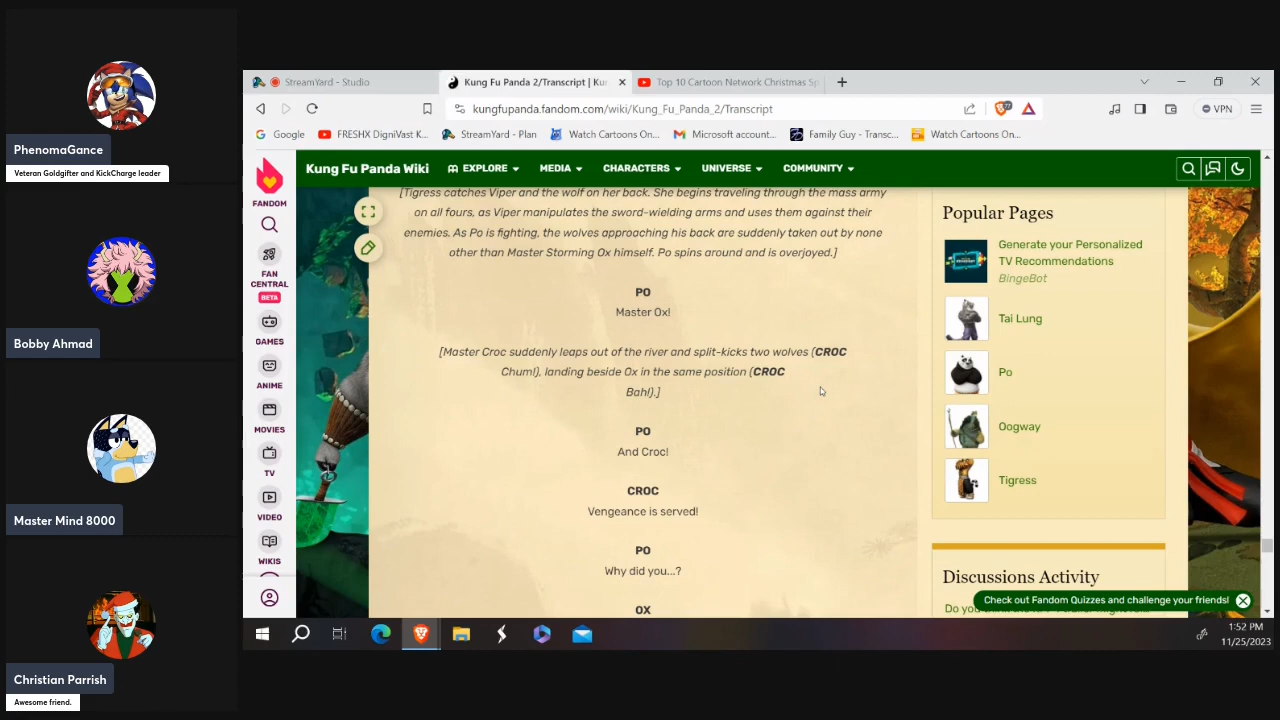 PhenomaGance
Veteran Goldgifter and KickCharge leader
Bobby Ahmad
Master Mind 8000
Christian Parrish
Awesome friend.
StreamYard - Studio
Kung Fu Panda 2/Transcript | Ku
Top 10 Cartoon Network Christmas Sp
kungfupanda.fandom.com/wiki/Kung_Fu_Panda_2/Transcript
VPN
Google
FRESHX DigniVast K...
StreamYard - Plan
Watch Cartoons On...
Microsoft account...
Family Guy - Transc...
Watch Cartoons On...
Kung Fu Panda Wiki
EXPLORE
MEDIA
CHARACTERS
UNIVERSE
COMMUNITY
FANDOM
FAN
CENTRAL
BETA
GAMES
ANIME
MOVIES
TV
VIDEO
WIKIS
[Tigress catches Viper and the wolf on her back. She begins traveling through the mass army
on all fours, as Viper manipulates the sword-wielding arms and uses them against their
enemies. As Po is fighting, the wolves approaching his back are suddenly taken out by none
other than Master Storming Ox himself. Po spins around and is overjoyed.]
PO
Master Ox!
[Master Croc suddenly leaps out of the river and split-kicks two wolves (CROC
Chum!), landing beside Ox in the same position (CROC
Bah!).]
PO
And Croc!
CROC
Vengeance is served!
PO
Why did you...?
OX
Popular Pages
Generate your Personalized
TV Recommendations
BingeBot
Tai Lung
Po
Oogway
Tigress
Discussions Activity
Check out Fandom Quizzes and challenge your friends!
1:52 PM
11/25/2023